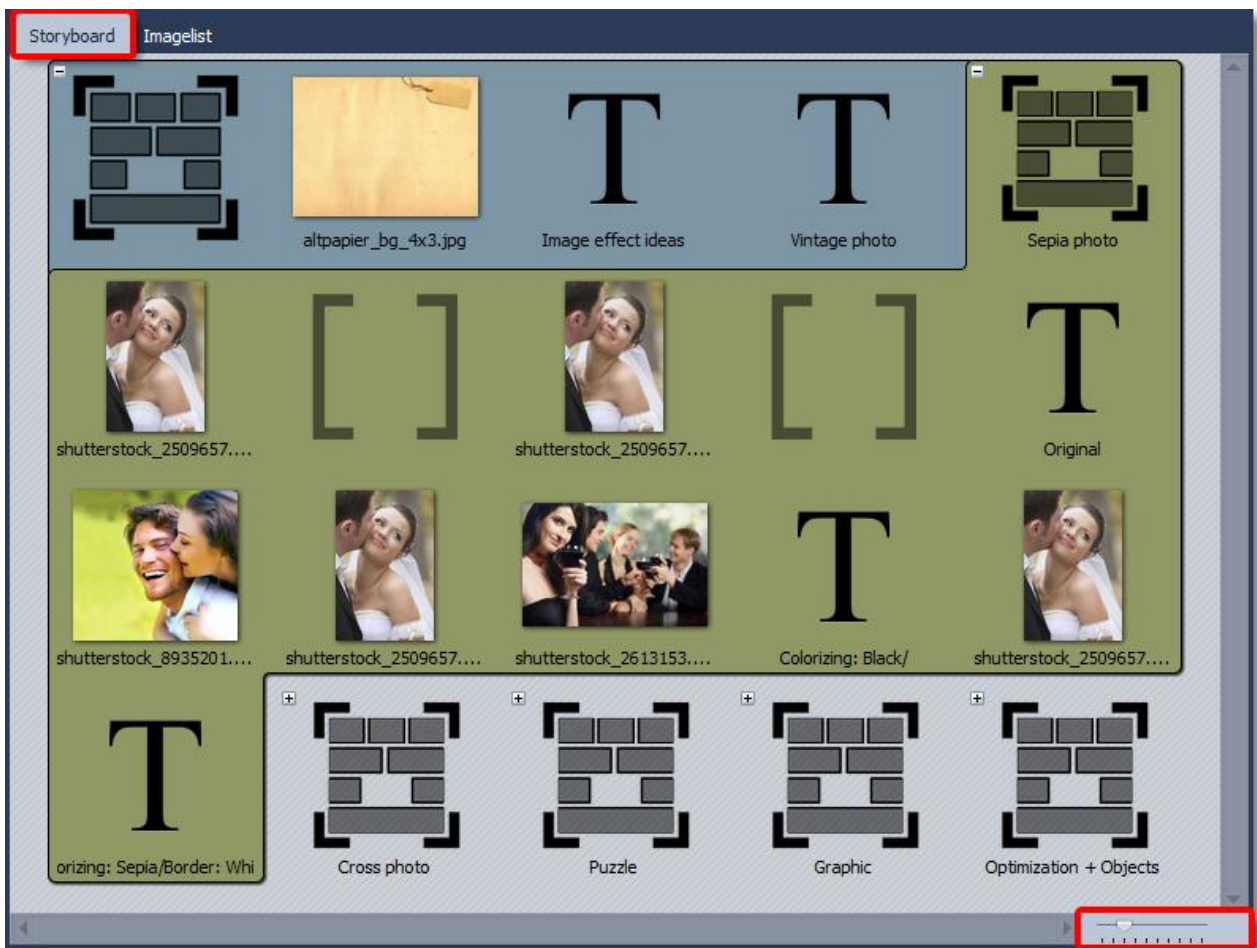 Storyboard Imagelist
altpapier_bg_4x3.jpg Image effect ideas Vintage photo Sepia photo
shutterstock_2509657.... shutterstock_2509657.... Original
shutterstock_8935201.... shutterstock_2509657.... shutterstock_2613153.... Colorizing: Black/ shutterstock_2509657....
orizing: Sepia/Border: Whi Cross photo Puzzle Graphic Optimization + Objects